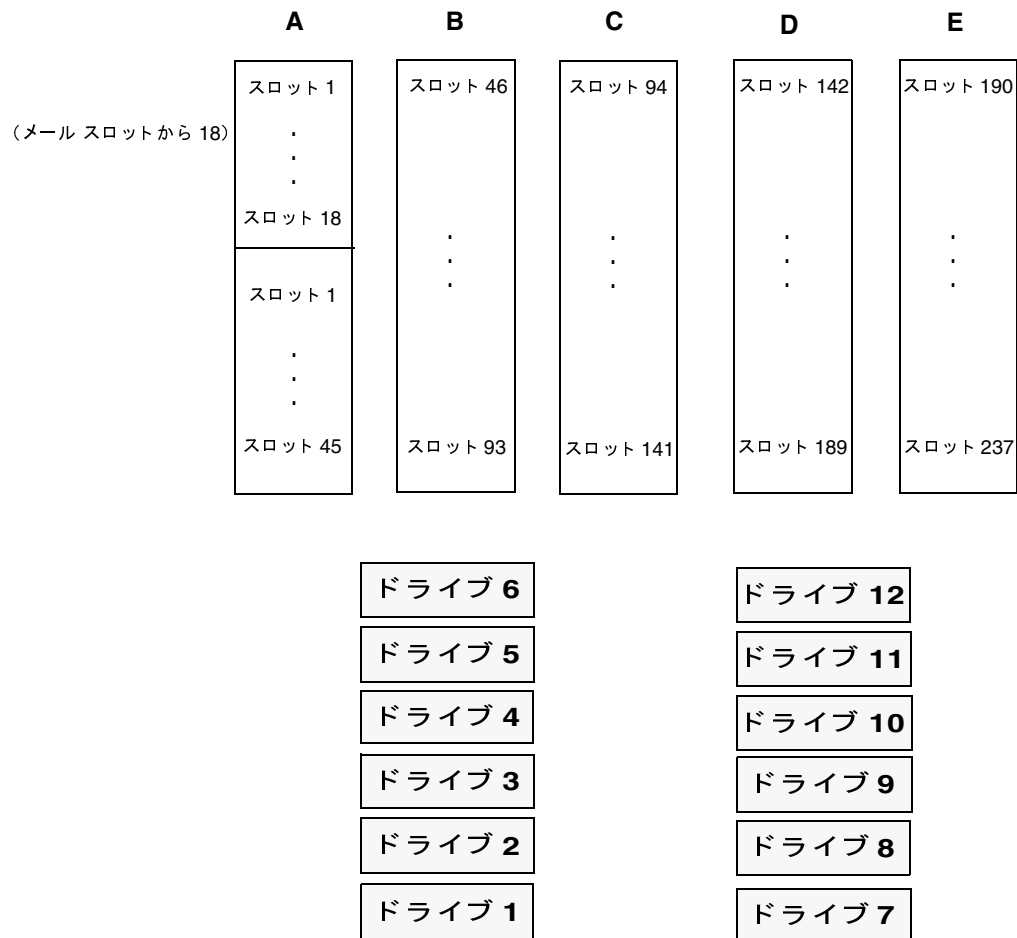 A B C D E
スロット 1 スロット 46 スロット 94 スロット 142 スロット 190
(メール スロットから 18)
スロット 18
スロット 1
スロット 45 スロット 93 スロット 141 スロット 189 スロット 237
ドライブ 6 ドライブ 12
ドライブ 5 ドライブ 11
ドライブ 4 ドライブ 10
ドライブ 3 ドライブ 9
ドライブ 2 ドライブ 8
ドライブ 1 ドライブ 7